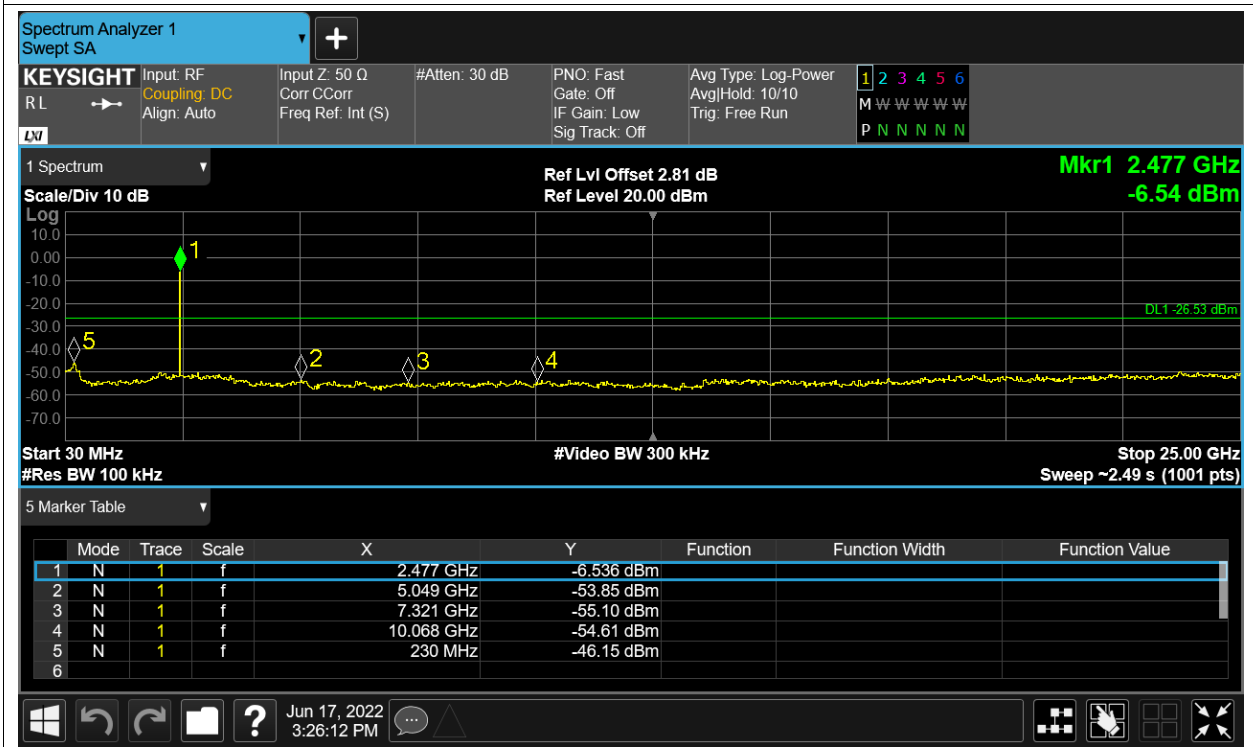 Spectrum Analyzer 1
Swept SA
KEYSIGHT Input: RF Input Z: 50 Ω #Atten: 30 dB PNO: Fast Avg Type: Log-Power 1 2 3 4 5 6
R L Coupling: DC Corr CCorr Gate: Off Avg|Hold: 10/10 M W W W W W
Align: Auto Freq Ref: Int (S) IF Gain: Low Trig: Free Run
LXI Sig Track: Off P N N N N N
1 Spectrum Ref Lvl Offset 2.81 dB Mkr1 2.477 GHz
Scale/Div 10 dB Ref Level 20.00 dBm -6.54 dBm
Log
10.0
1
0.00
-10.0
-20.0
DL1 -26.53 dBm
-30.0
-40.0 5 2 3 4
-50.0
-60.0
-70.0
Start 30 MHz #Video BW 300 kHz Stop 25.00 GHz
#Res BW 100 kHz Sweep ~2.49 s (1001 pts)
5 Marker Table
Mode Trace Scale X Y Function Function Width Function Value
1 N 1 f 2.477 GHz -6.536 dBm
2 N 1 f 5.049 GHz -53.85 dBm
3 N 1 f 7.321 GHz -55.10 dBm
4 N 1 f 10.068 GHz -54.61 dBm
5 N 1 f 230 MHz -46.15 dBm
6
? Jun 17, 2022
3:26:12 PM